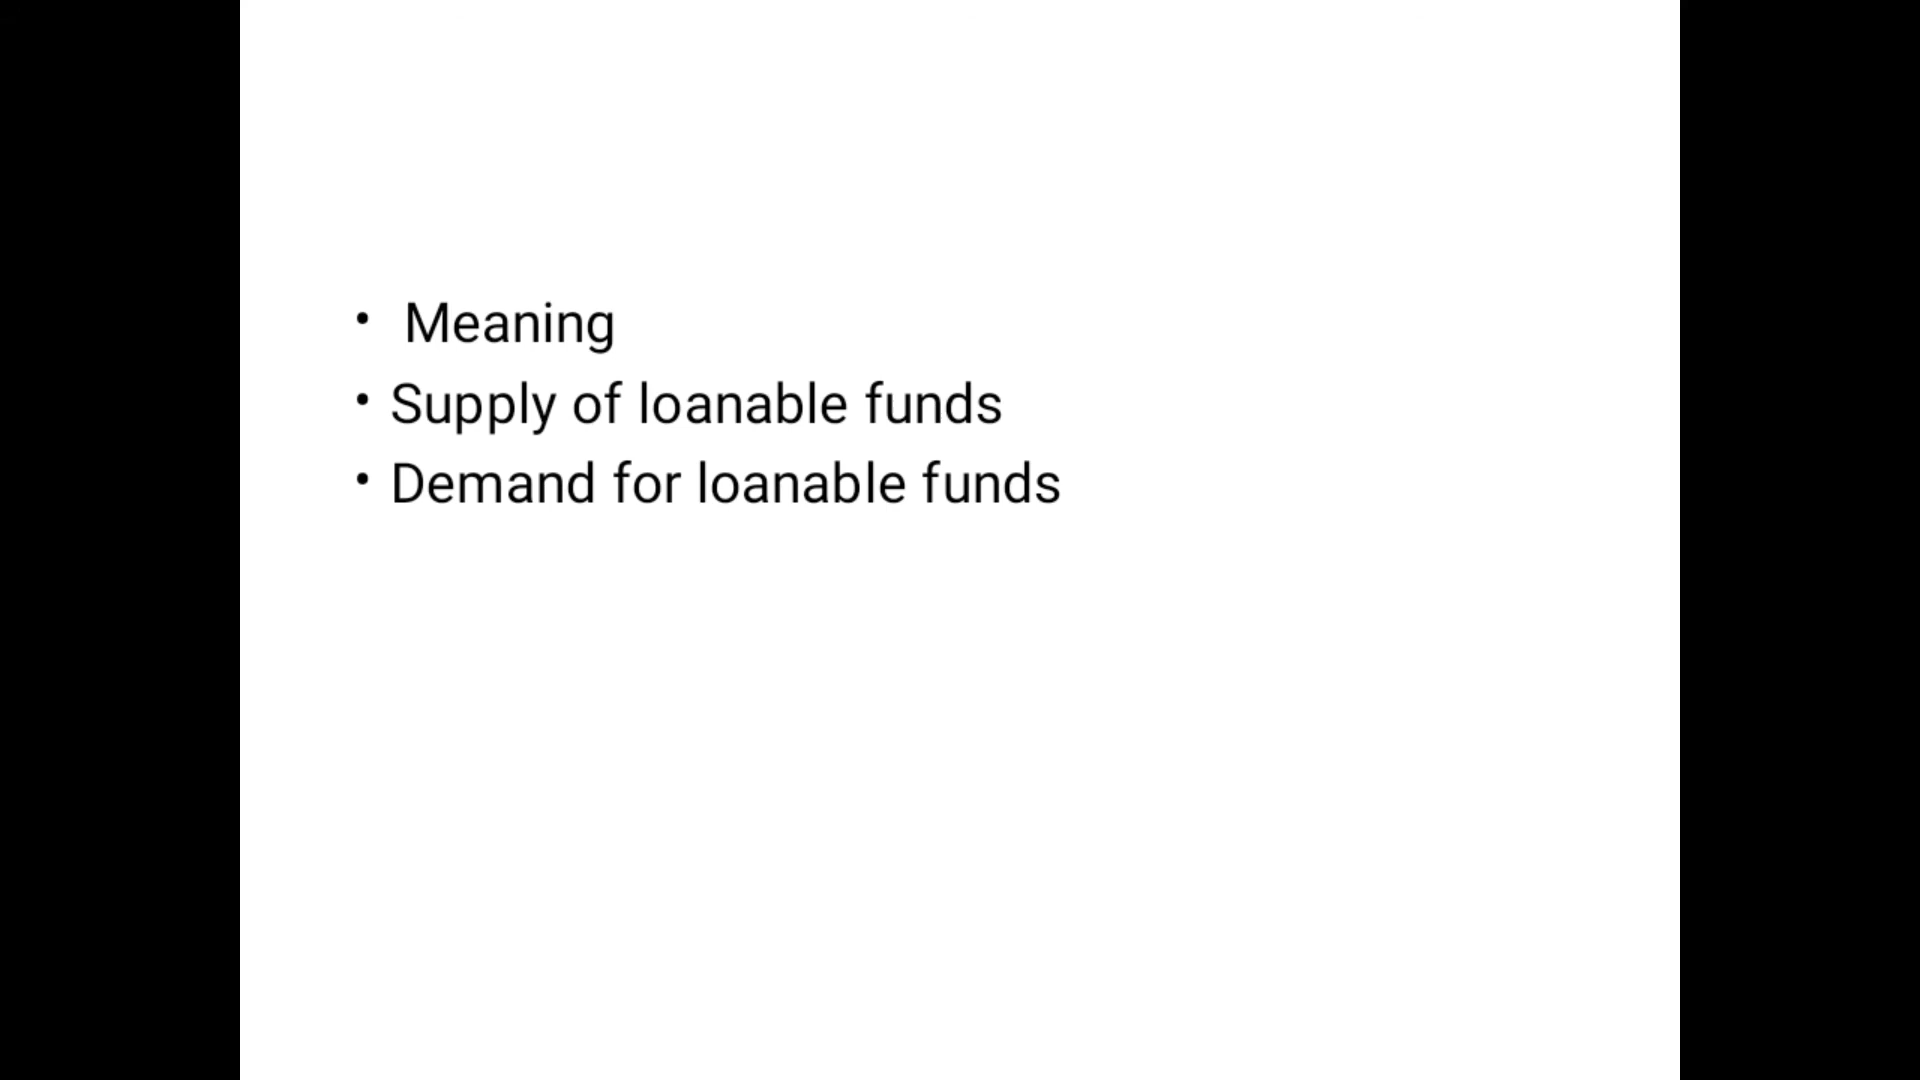 • Meaning
• Supply of loanable funds
• Demand for loanable funds